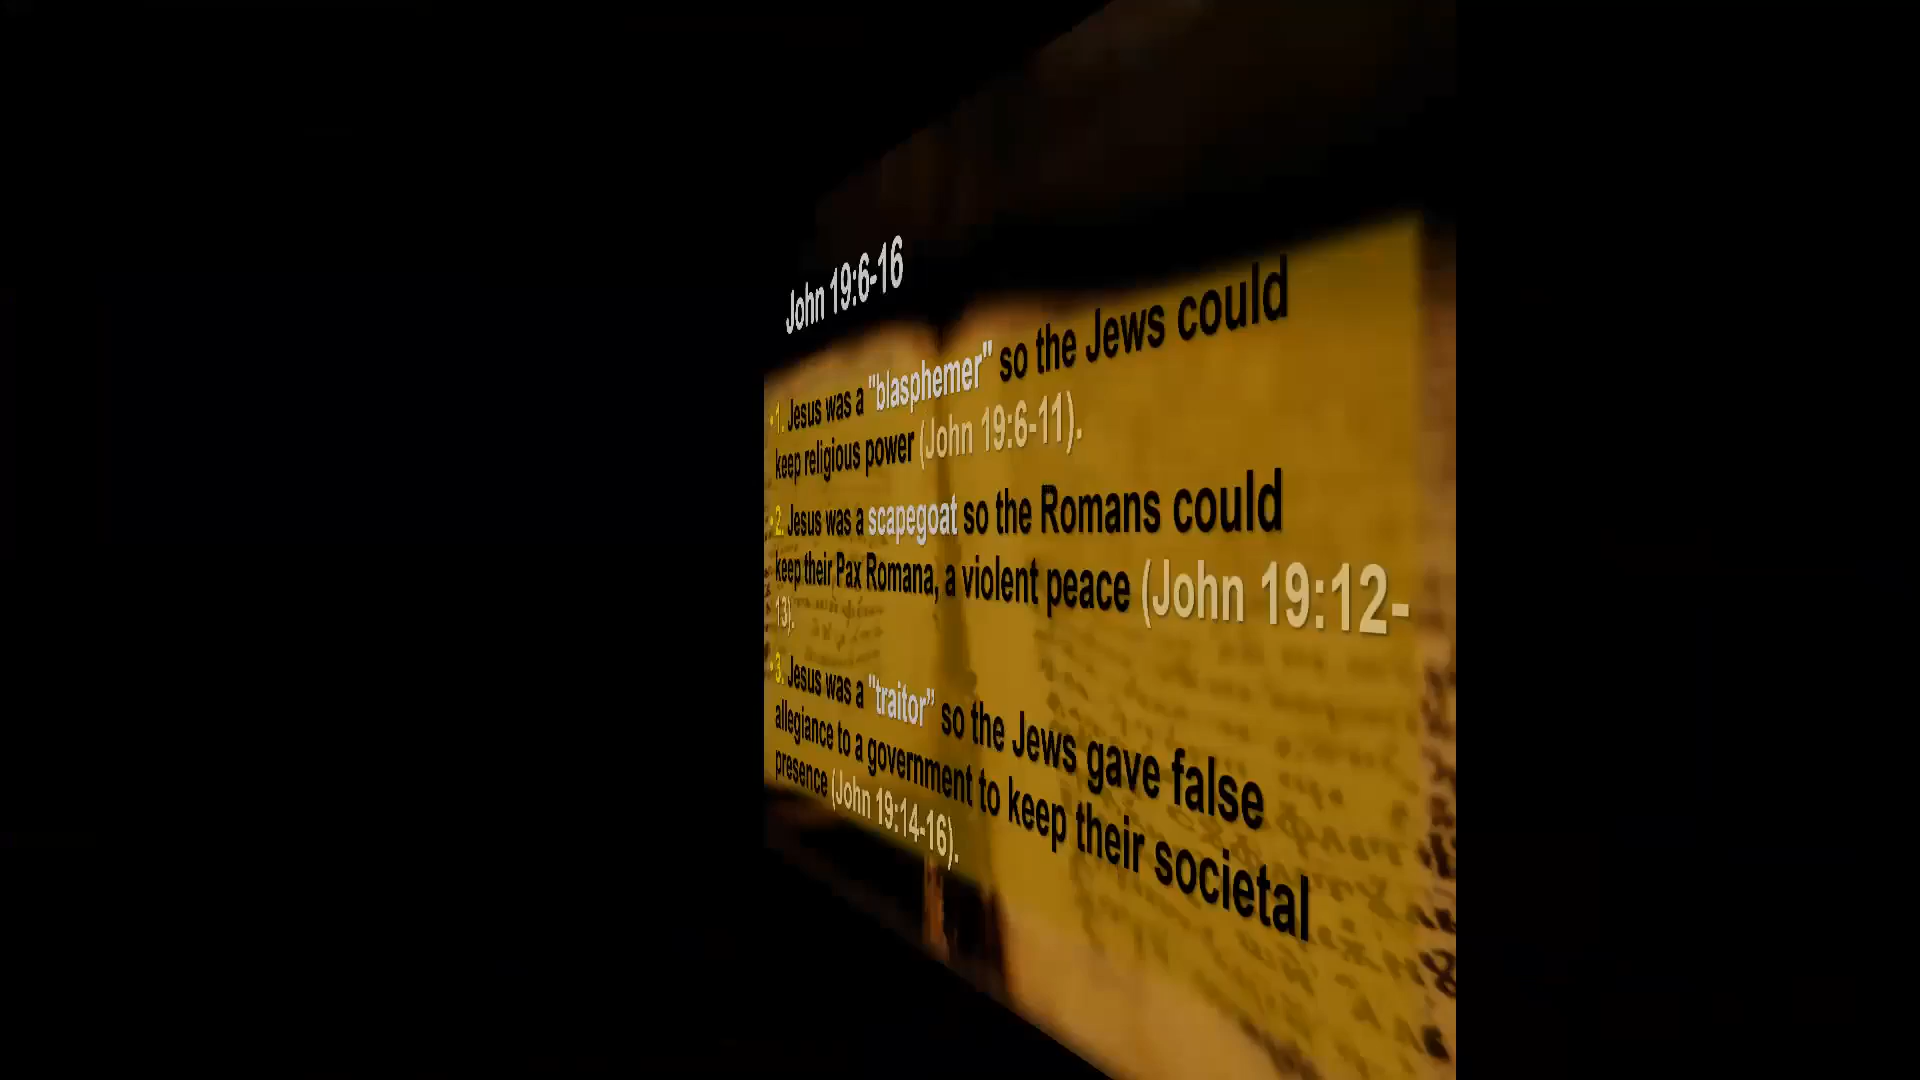 John 19:6-16
•1. Jesus was a "blasphemer" so the Jews could
keep religious power (John 19:6-11).
•2. Jesus was a scapegoat so the Romans could
keep their Pax Romana, a violent peace (John 19:12-
13).
•3. Jesus was a "traitor" so the Jews gave false
allegiance to a government to keep their societal
presence (John 19:14-16).